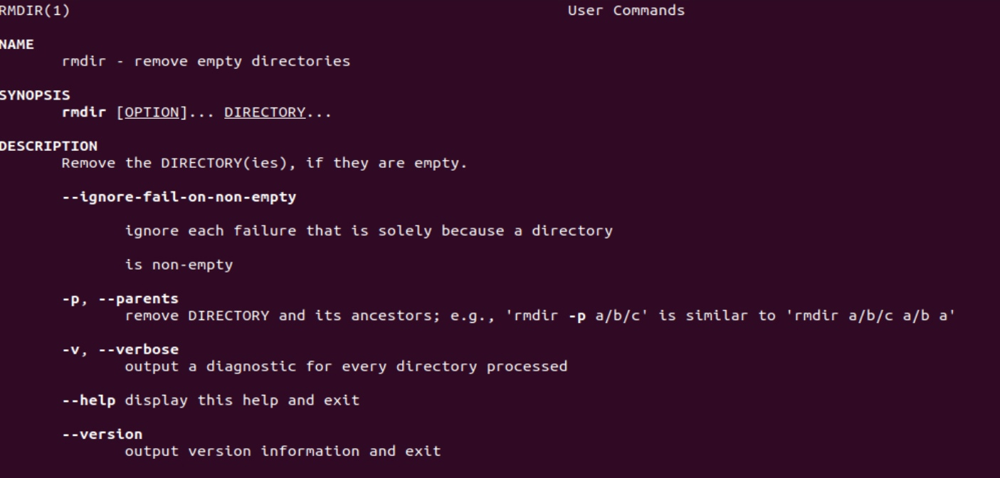 RMDIR(1) User Commands
NAME
rmdir - remove empty directories
SYNOPSIS
rmdir [OPTION]... DIRECTORY...
DESCRIPTION
Remove the DIRECTORY(ies), if they are empty.
--ignore-fail-on-non-empty
ignore each failure that is solely because a directory
is non-empty
-p, --parents
remove DIRECTORY and its ancestors; e.g., 'rmdir -p a/b/c' is similar to 'rmdir a/b/c a/b a'
-v, --verbose
output a diagnostic for every directory processed
--help display this help and exit
--version
output version information and exit